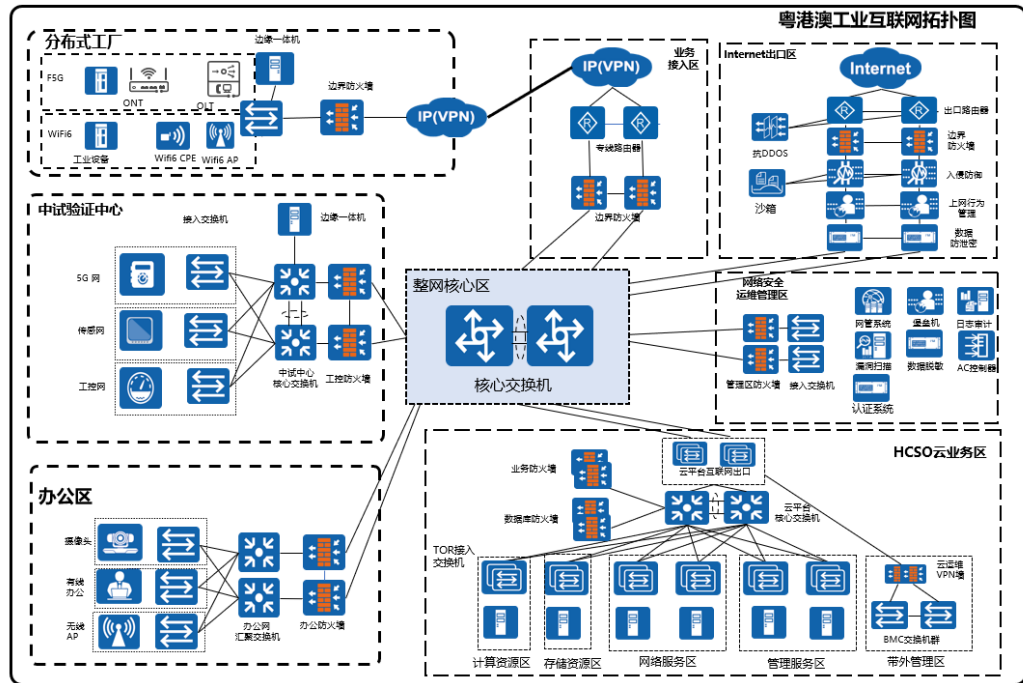 粤港澳工业互联网拓扑图
分布式工厂
边缘一体机
F5G
ONT
OLT
边界防火墙
IP(VPN)
WiFi6
工业设备
Wifi6 CPE
Wifi6 AP
业务
接入区
IP(VPN)
专线路由器
边界防火墙
Internet出口区
Internet
出口路由器
抗DDOS
边界
防火墙
入侵防御
沙箱
上网行为
管理
数据
防泄密
中试验证中心
接入交换机
边缘一体机
5G 网
传感网
工控网
中试中心
核心交换机
工控防火墙
整网核心区
核心交换机
网络安全
运维管理区
网管系统
堡垒机
日志审计
漏洞扫描
数据脱敏
AC控制器
管理区防火墙
接入交换机
认证系统
办公区
摄像头
有线
办公
无线
AP
办公网
汇聚交换机
办公防火墙
HCSO云业务区
云平台互联网出口
业务防火墙
数据库防火墙
云平台
核心交换机
TOR接入
交换机
云运维
VPN墙
BMC交换机群
计算资源区
存储资源区
网络服务区
管理服务区
带外管理区